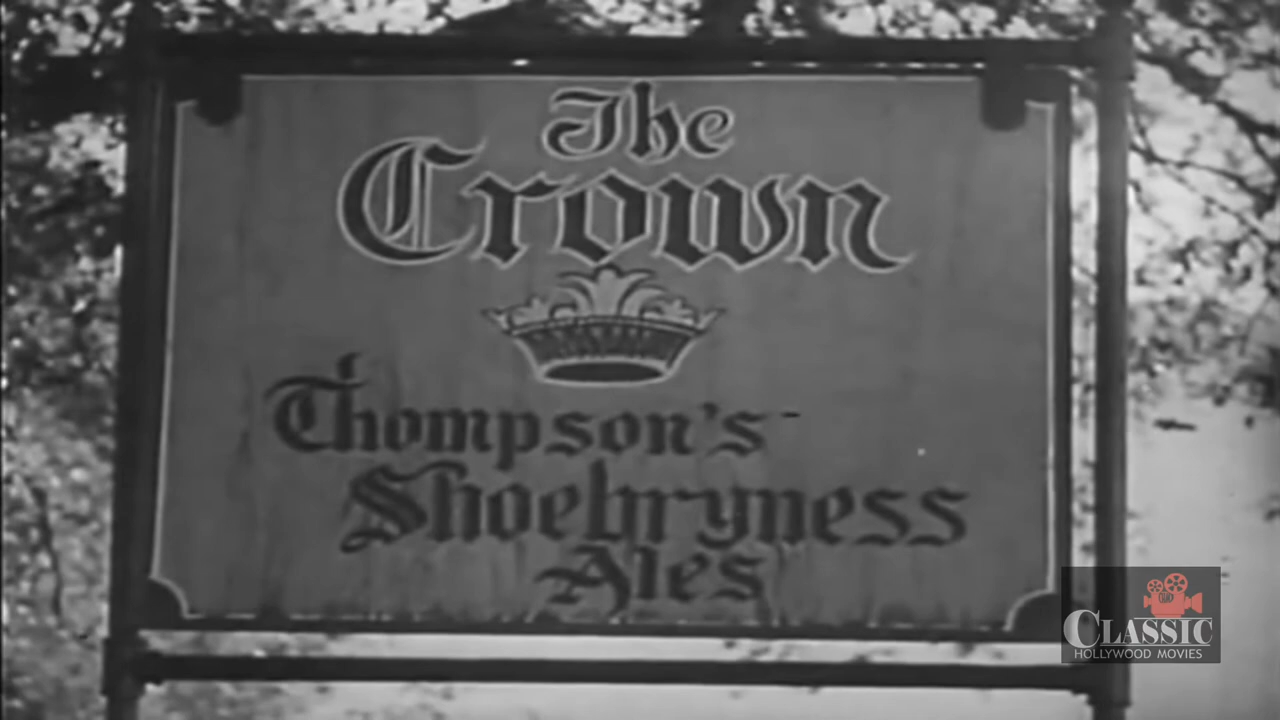 The
Crown
Thompson's
Shoebryness
Ales
CLASSIC
HOLLYWOOD MOVIES